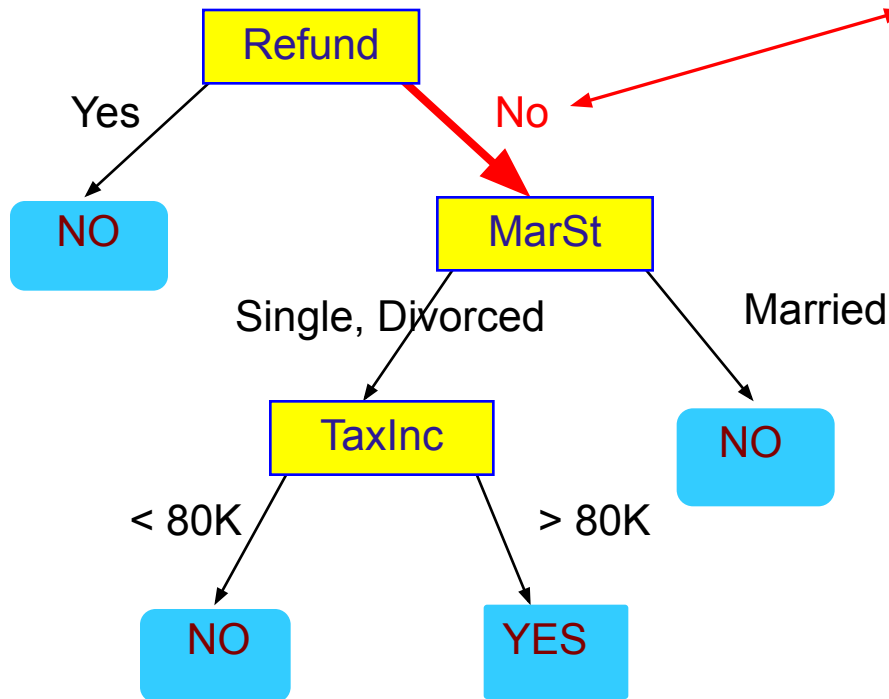 Refund
Yes
No
NO
MarSt
Single, Divorced
Married
TaxInc
NO
< 80K
> 80K
NO
YES